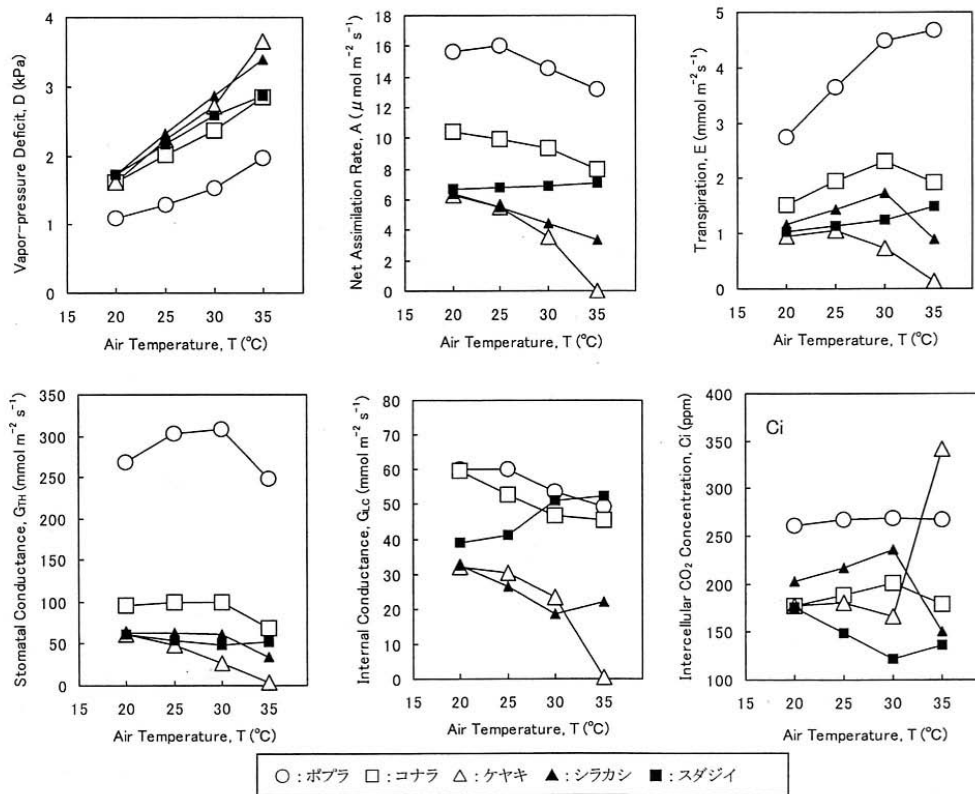 Vapor-pressure Deficit, D (kPa)
4
3
2
1
0
15 20 25 30 35
Air Temperature, T (°C)
Net Assimilation Rate, A (μ mol m⁻² s⁻¹)
18
16
14
12
10
8
6
4
2
0
15 20 25 30 35
Air Temperature, T (°C)
Transpiration, E (mmol m⁻²s⁻¹)
5
4
3
2
1
0
15 20 25 30 35
Air Temperature, T (°C)
Stomatal Conductance, GTH (mmol m⁻² s⁻¹)
350
300
250
200
150
100
50
0
15 20 25 30 35
Air Temperature, T (°C)
Internal Conductance, GLC (mmol m⁻² s⁻¹)
80
70
60
50
40
30
20
10
0
15 20 25 30 35
Air Temperature, T (°C)
Intercellular CO₂ Concentration, Ci (ppm)
400
350
300
250
200
150
100
Ci
15 20 25 30 35
Air Temperature, T (°C)
○ : ポプラ □ : コナラ △ : ケヤキ ▲ : シラカシ ■ : スダジイ